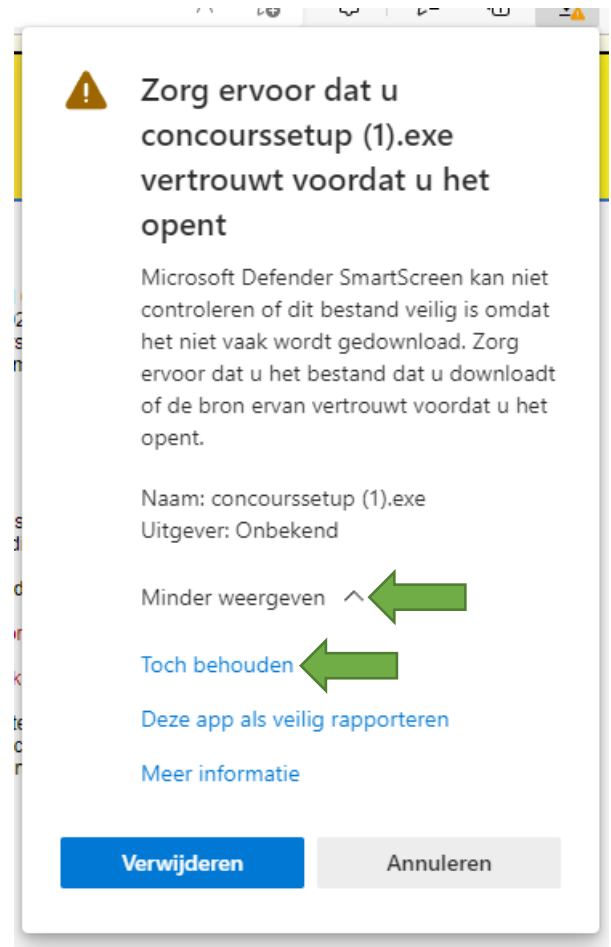 Zorg ervoor dat u
concourssetup (1).exe
vertrouwt voordat u het
opent
Microsoft Defender SmartScreen kan niet
controleren of dit bestand veilig is omdat
het niet vaak wordt gedownload. Zorg
ervoor dat u het bestand dat u downloadt
of de bron ervan vertrouwt voordat u het
opent.
Naam: concourssetup (1).exe
Uitgever: Onbekend
Minder weergeven
Toch behouden
Deze app als veilig rapporteren
Meer informatie
Verwijderen
Annuleren